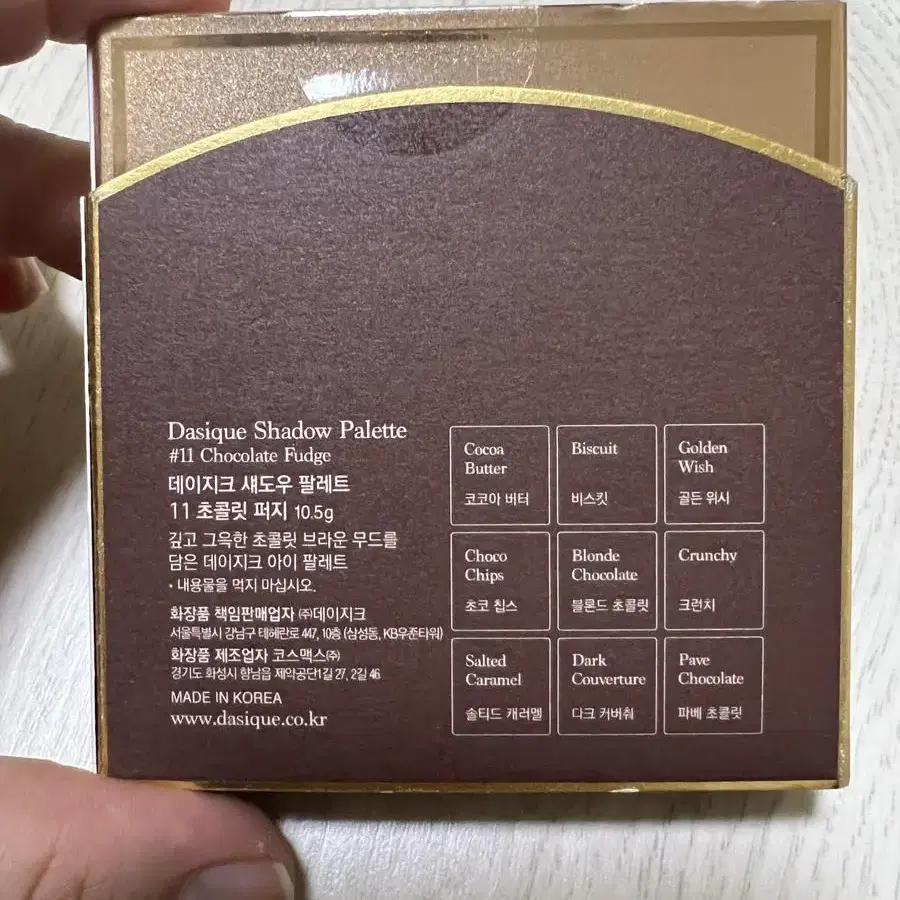 Dasique Shadow Palette
#11 Chocolate Fudge
데이지크 섀도우 팔레트
11 초콜릿 퍼지 10.5g
깊고 그윽한 초콜릿 브라운 무드를
담은 데이지크 아이 팔레트
• 내용물을 먹지 마십시오.
화장품 책임판매업자 ㈜데이지크
서울특별시 강남구 테헤란로 447, 10층 (삼성동, KB우준타워)
화장품 제조업자 코스맥스㈜
경기도 화성시 향남읍 제약공단1길 27, 2길 46
MADE IN KOREA
www.dasique.co.kr
Cocoa
Butter
코코아 버터
Biscuit
비스킷
Golden
Wish
골든 위시
Choco
Chips
초코 칩스
Blonde
Chocolate
블론드 초콜릿
Crunchy
크런치
Salted
Caramel
솔티드 캐러멜
Dark
Couverture
다크 커버춰
Pave
Chocolate
파베 초콜릿